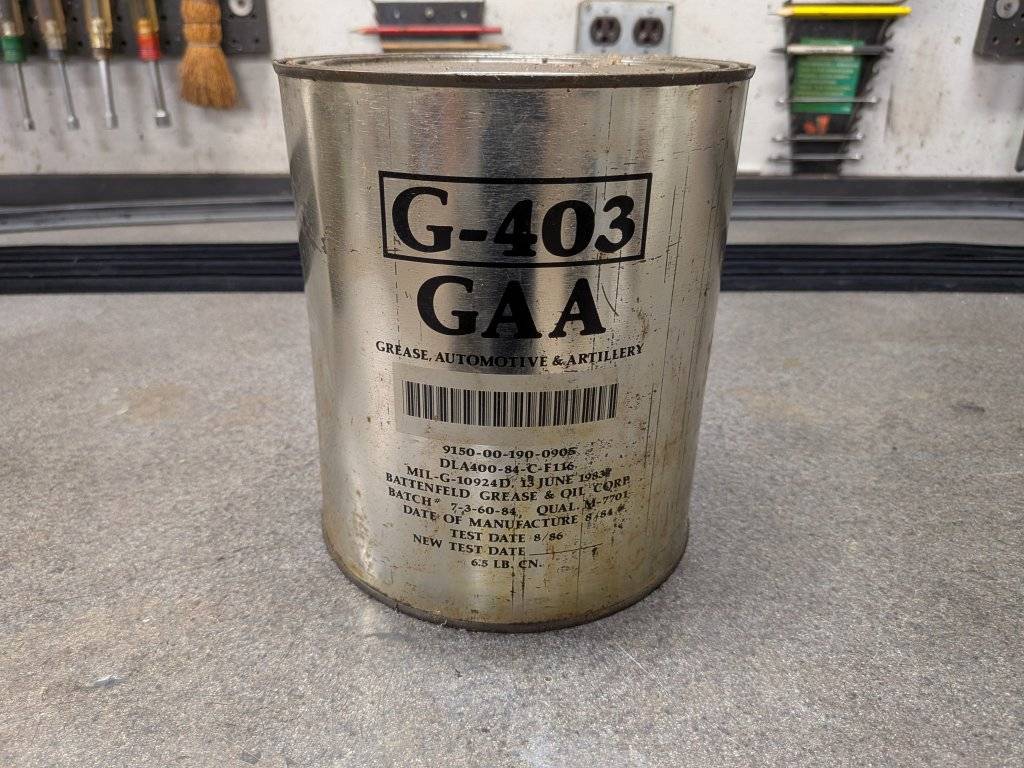 G-403
GAA
GREASE, AUTOMOTIVE & ARTILLERY
9150-00-190-0905
DLA400-84-C-F116
MIL-G-10924D, 15 JUNE 1983#
BATTENFELD GREASE & OIL CORP.
BATCH# 7-3-60-84, QUAL. M-7701
DATE OF MANUFACTURE 8/84 #
TEST DATE 8/86
NEW TEST DATE
6.5 LB. CN.